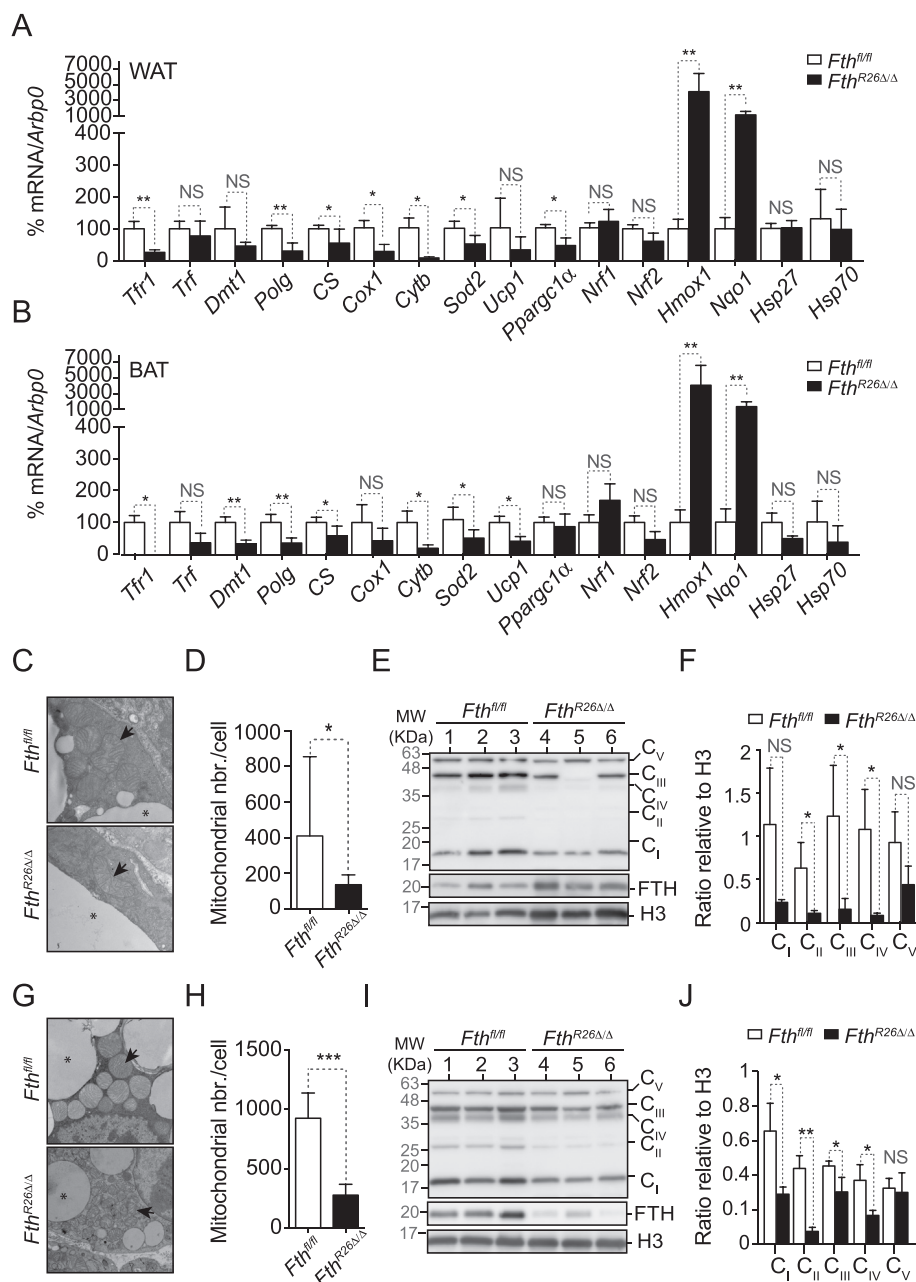 A
WAT
% mRNA/Arbp0
7000
5000
3000
1000
400
300
200
100
0
Fth^fl/fl
Fth^R26Δ/Δ
** NS NS ** * * * * NS * NS NS ** ** NS
Tfr1 Trf Dmt1 Polg CS Cox1 Cytb Sod2 Ucp1 Ppargc1α Nrf1 Nrf2 Hmox1 Nqo1 Hsp27 Hsp70
B
BAT
% mRNA/Arbp0
7000
5000
3000
1000
400
300
200
100
0
Fth^fl/fl
Fth^R26Δ/Δ
* NS ** ** * NS * * * NS NS NS ** ** NS NS
Tfr1 Trf Dmt1 Polg CS Cox1 Cytb Sod2 Ucp1 Ppargc1α Nrf1 Nrf2 Hmox1 Nqo1 Hsp27 Hsp70
C
Fth^fl/fl
*
Fth^R26Δ/Δ
*
D
Mitochondrial nbr./cell
1000
800
600
400
200
0
*
Fth^fl/fl
Fth^R26Δ/Δ
E
MW
(KDa)
Fth^fl/fl Fth^R26Δ/Δ
1 2 3 4 5 6
63
48
35
25
20
17
20
17
C_V
C_III
C_IV
C_II
C_I
FTH
H3
F
Fth^fl/fl Fth^R26Δ/Δ
Ratio relative to H3
2
1.5
1
0.5
0
NS * * * NS
C_I C_II C_III C_IV C_V
G
Fth^fl/fl
*
Fth^R26Δ/Δ
*
H
Mitochondrial nbr./cell
1500
1000
500
0
***
Fth^fl/fl
Fth^R26Δ/Δ
I
MW
(KDa)
Fth^fl/fl Fth^R26Δ/Δ
1 2 3 4 5 6
63
48
35
25
20
17
20
17
C_V
C_III
C_IV
C_II
C_I
FTH
H3
J
Fth^fl/fl Fth^R26Δ/Δ
Ratio relative to H3
1.0
0.8
0.6
0.4
0.1
0
* ** * * NS
C_I C_II C_III C_IV C_V